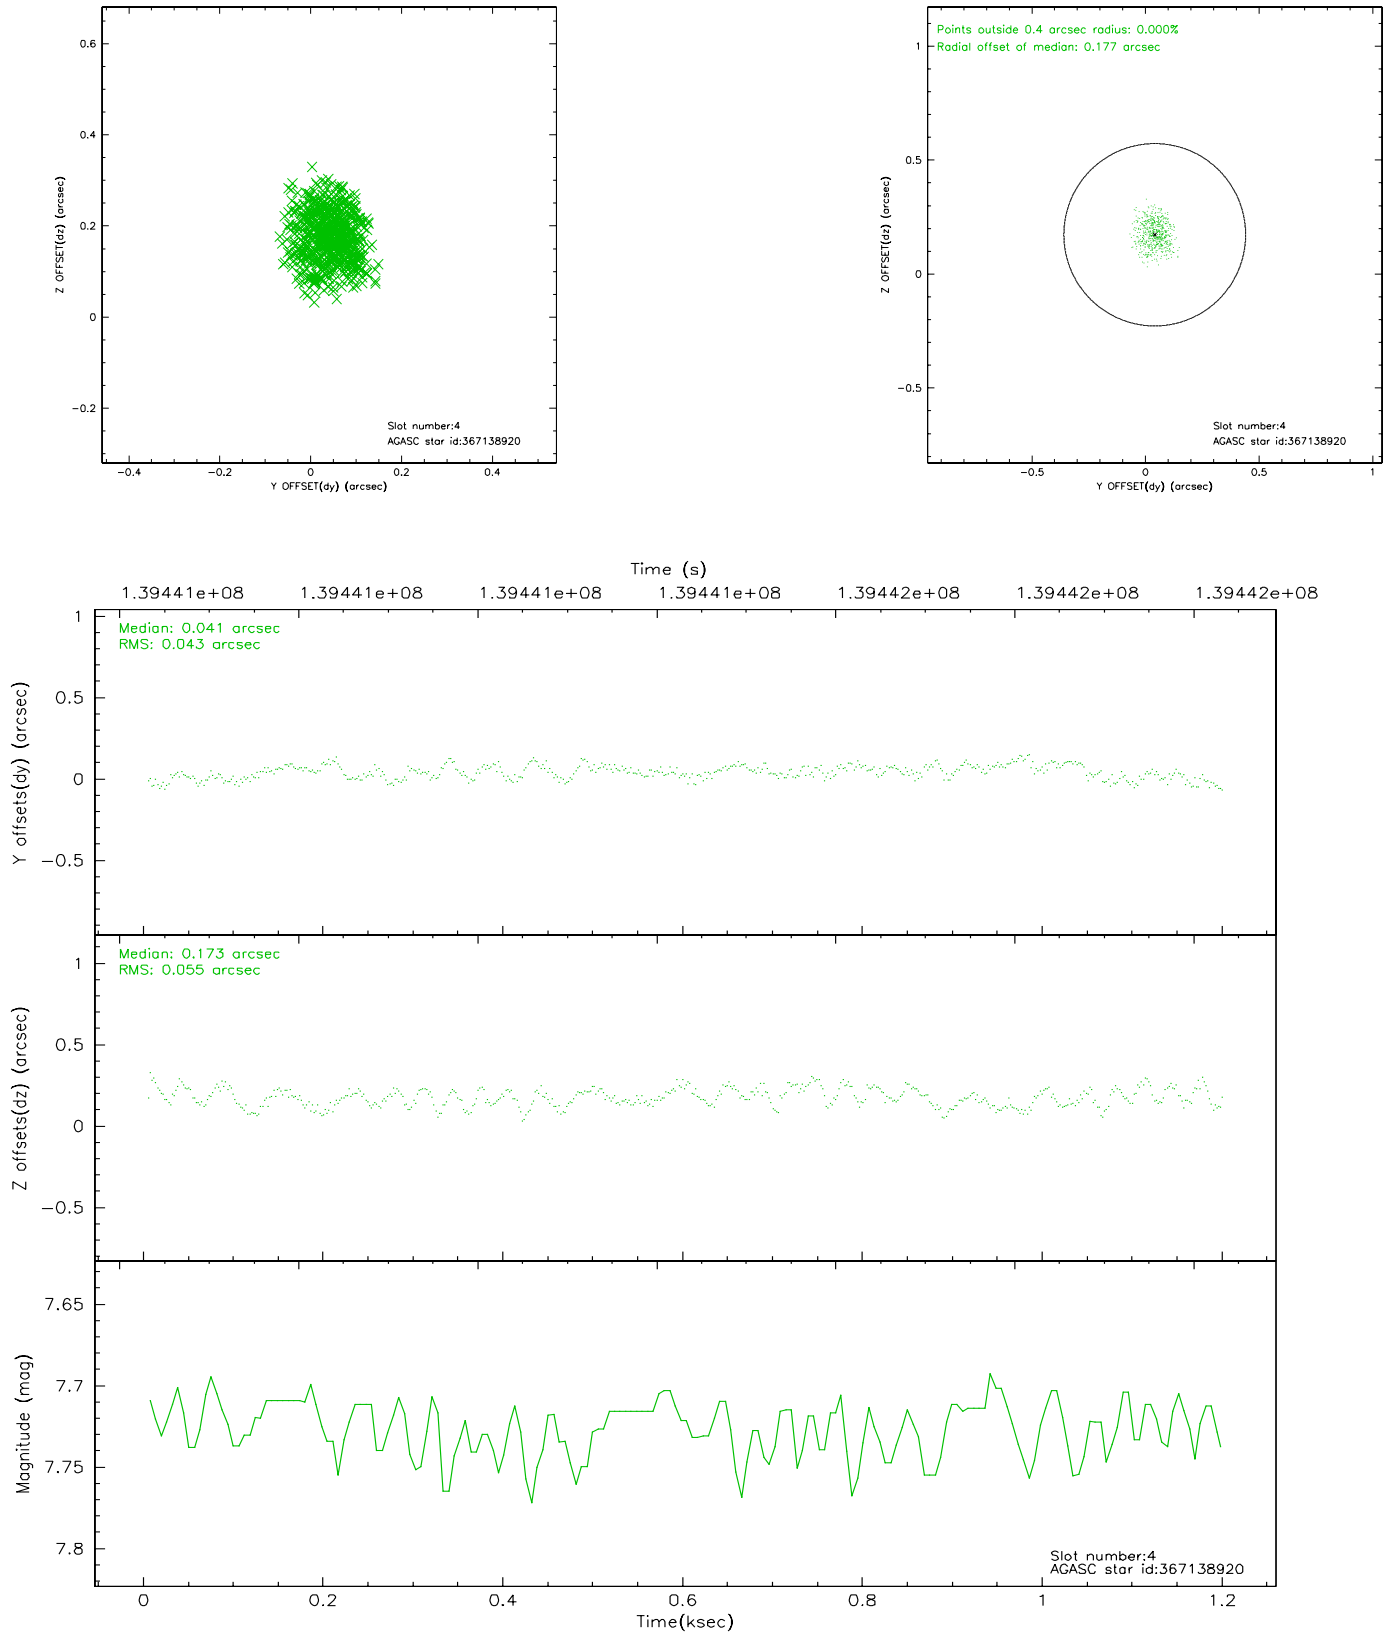 0.6
0.4
0.2
0
−0.2
Z OFFSET(dz) (arcsec)
Slot number:4
AGASC star id:367138920
−0.4 −0.2 0 0.2 0.4
Y OFFSET(dy) (arcsec)
Points outside 0.4 arcsec radius: 0.000%
Radial offset of median: 0.177 arcsec
1
0.5
0
−0.5
Z OFFSET(dz) (arcsec)
Slot number:4
AGASC star id:367138920
−0.5 0 0.5 1
Y OFFSET(dy) (arcsec)
Time (s)
1.39441e+08 1.39441e+08 1.39441e+08 1.39441e+08 1.39442e+08 1.39442e+08 1.39442e+08
Median: 0.041 arcsec
RMS: 0.043 arcsec
1
0.5
0
−0.5
Y offsets(dy) (arcsec)
Median: 0.173 arcsec
RMS: 0.055 arcsec
1
0.5
0
−0.5
Z offsets(dz) (arcsec)
7.65
7.7
7.75
7.8
Magnitude (mag)
Slot number:4
AGASC star id:367138920
0 0.2 0.4 0.6 0.8 1 1.2
Time(ksec)